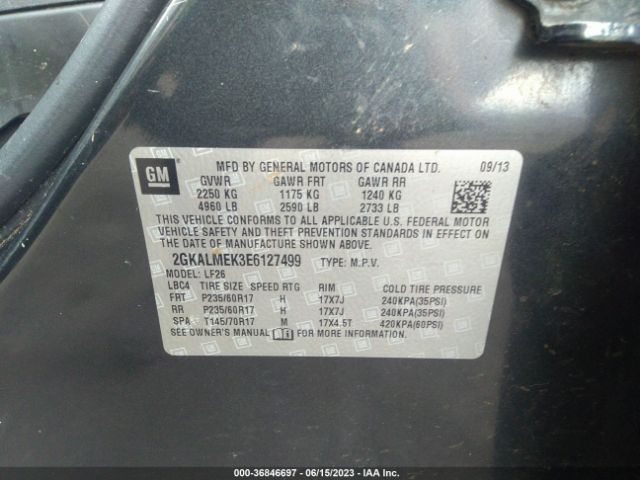 GM MFD BY GENERAL MOTORS OF CANADA LTD. 09/13
GVWR GAWR FRT GAWR RR
2250 KG 1175 KG 1240 KG
4960 LB 2590 LB 2733 LB
THIS VEHICLE CONFORMS TO ALL APPLICABLE U.S. FEDERAL MOTOR
VEHICLE SAFETY AND THEFT PREVENTION STANDARDS IN EFFECT ON
THE DATE OF MANUFACTURE SHOWN ABOVE.
2GKALMEK3E6127499 TYPE: M.P.V.
MODEL: LF26
LBC4 TIRE SIZE SPEED RTG RIM COLD TIRE PRESSURE
FRT P235/60R17 H 17X7J 240KPA(35PSI)
RR P235/60R17 H 17X7J 240KPA(35PSI)
SPA T145/70R17 M 17X4.5T 420KPA(60PSI)
SEE OWNER'S MANUAL FOR ADDITIONAL INFORMATION.
000-36846697 - 06/15/2023 - IAA Inc.